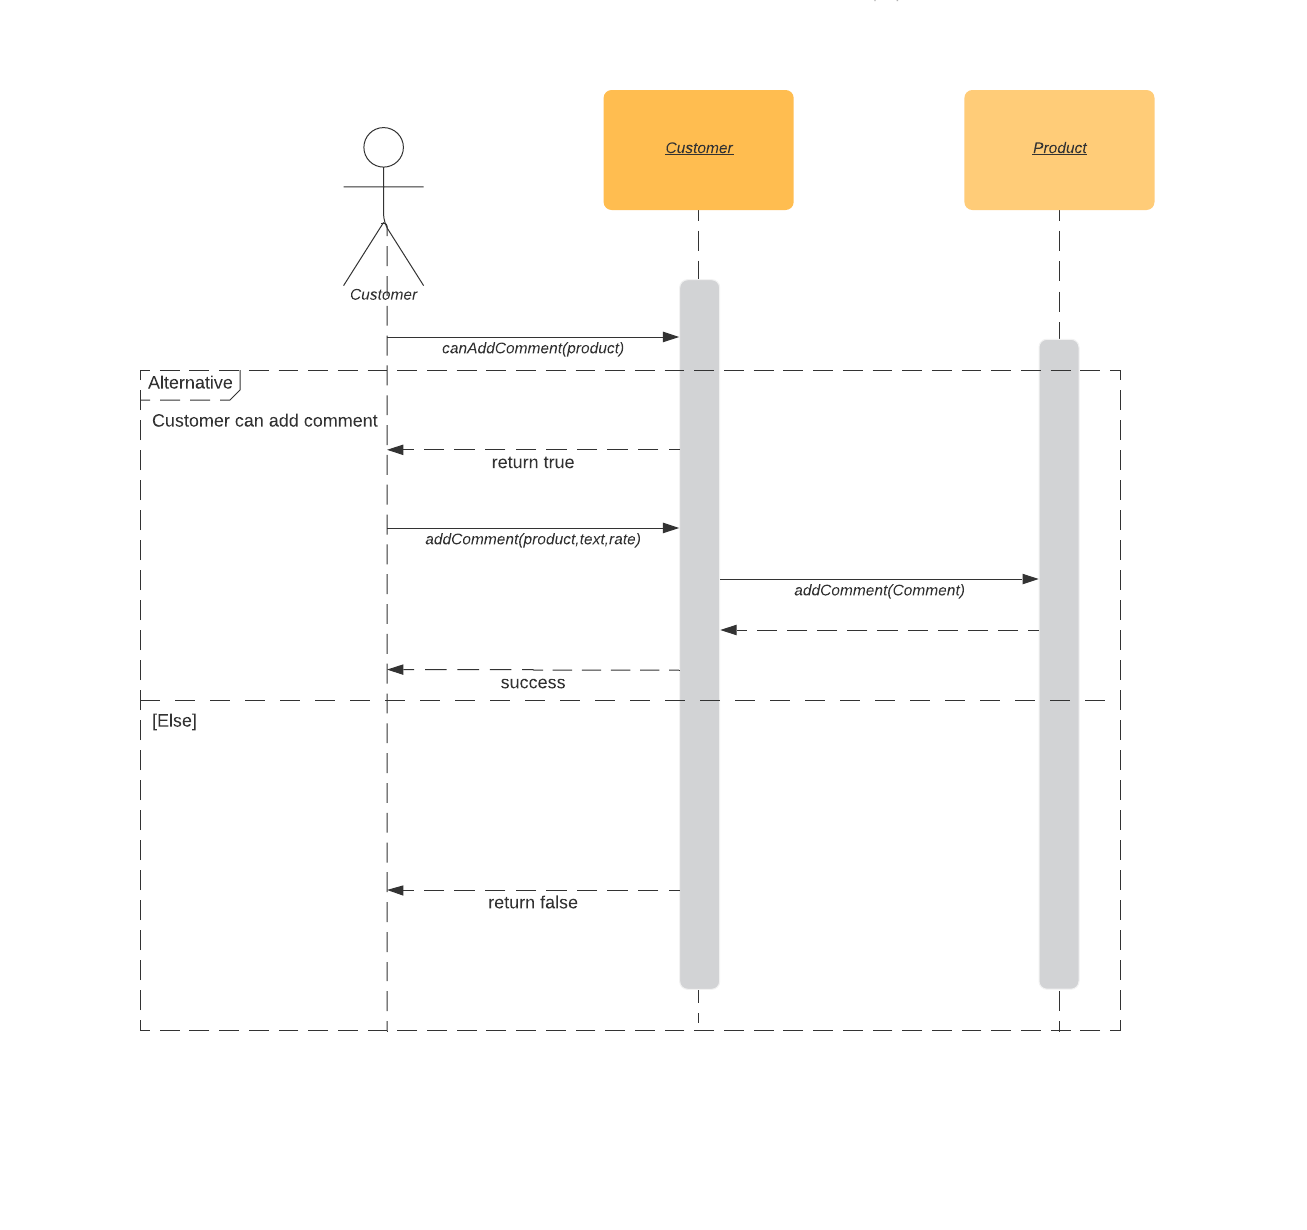 Customer
Product
Customer
canAddComment(product)
Alternative
Customer can add comment
return true
addComment(product,text,rate)
addComment(Comment)
success
[Else]
return false